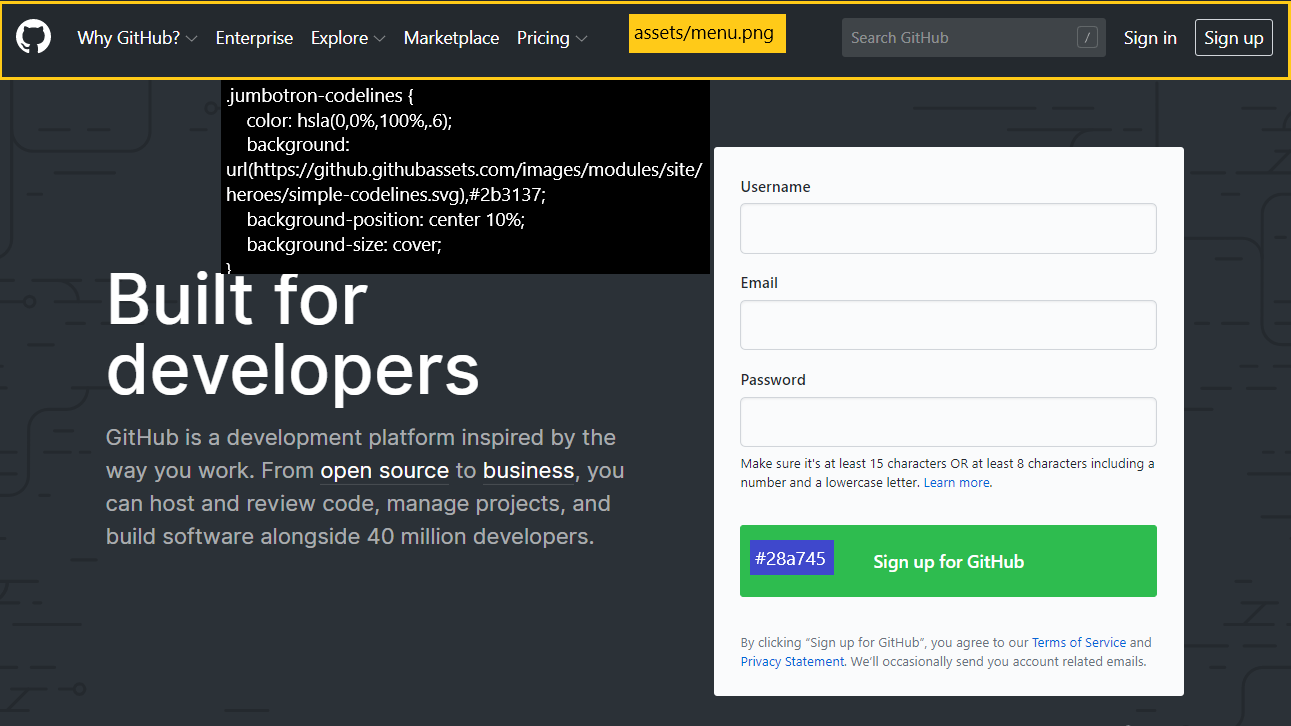 Why GitHub? Enterprise Explore Marketplace Pricing assets/menu.png Search GitHub / Sign in Sign up
.jumbotron-codelines {
color: hsla(0,0%,100%,.6);
background:
url(https://github.githubassets.com/images/modules/site/
heroes/simple-codelines.svg),#2b3137;
background-position: center 10%;
background-size: cover;
}
Built for
developers
GitHub is a development platform inspired by the
way you work. From open source to business, you
can host and review code, manage projects, and
build software alongside 40 million developers.
Username
Email
Password
Make sure it's at least 15 characters OR at least 8 characters including a
number and a lowercase letter. Learn more.
#28a745 Sign up for GitHub
By clicking “Sign up for GitHub”, you agree to our Terms of Service and
Privacy Statement. We’ll occasionally send you account related emails.